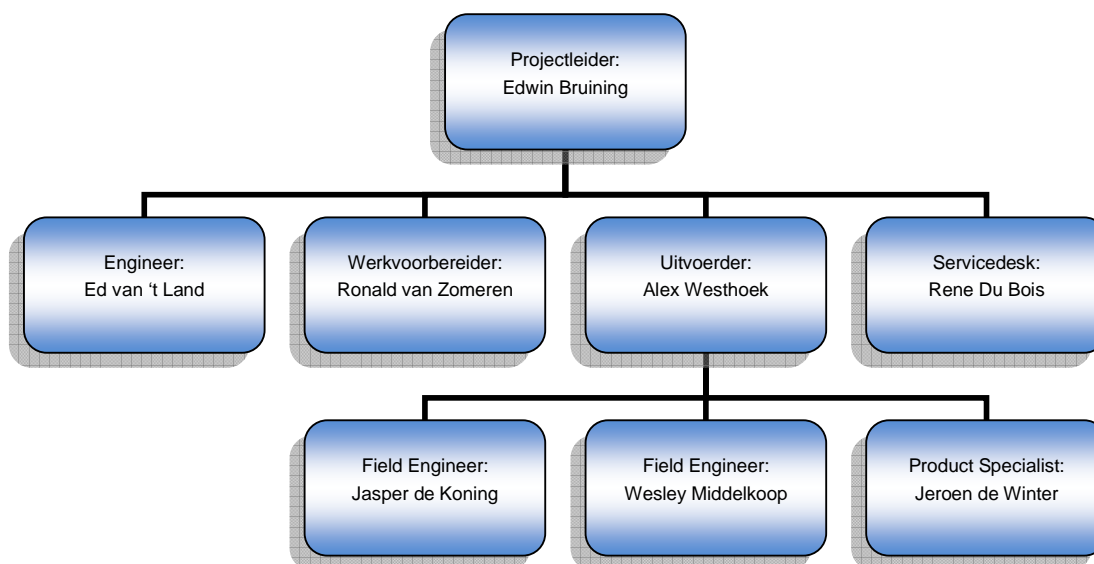 Projectleider:
Edwin Bruining
Engineer:
Ed van ‘t Land
Werkvoorbereider:
Ronald van Zomeren
Uitvoerder:
Alex Westhoek
Servicedesk:
Rene Du Bois
Field Engineer:
Jasper de Koning
Field Engineer:
Wesley Middelkoop
Product Specialist:
Jeroen de Winter